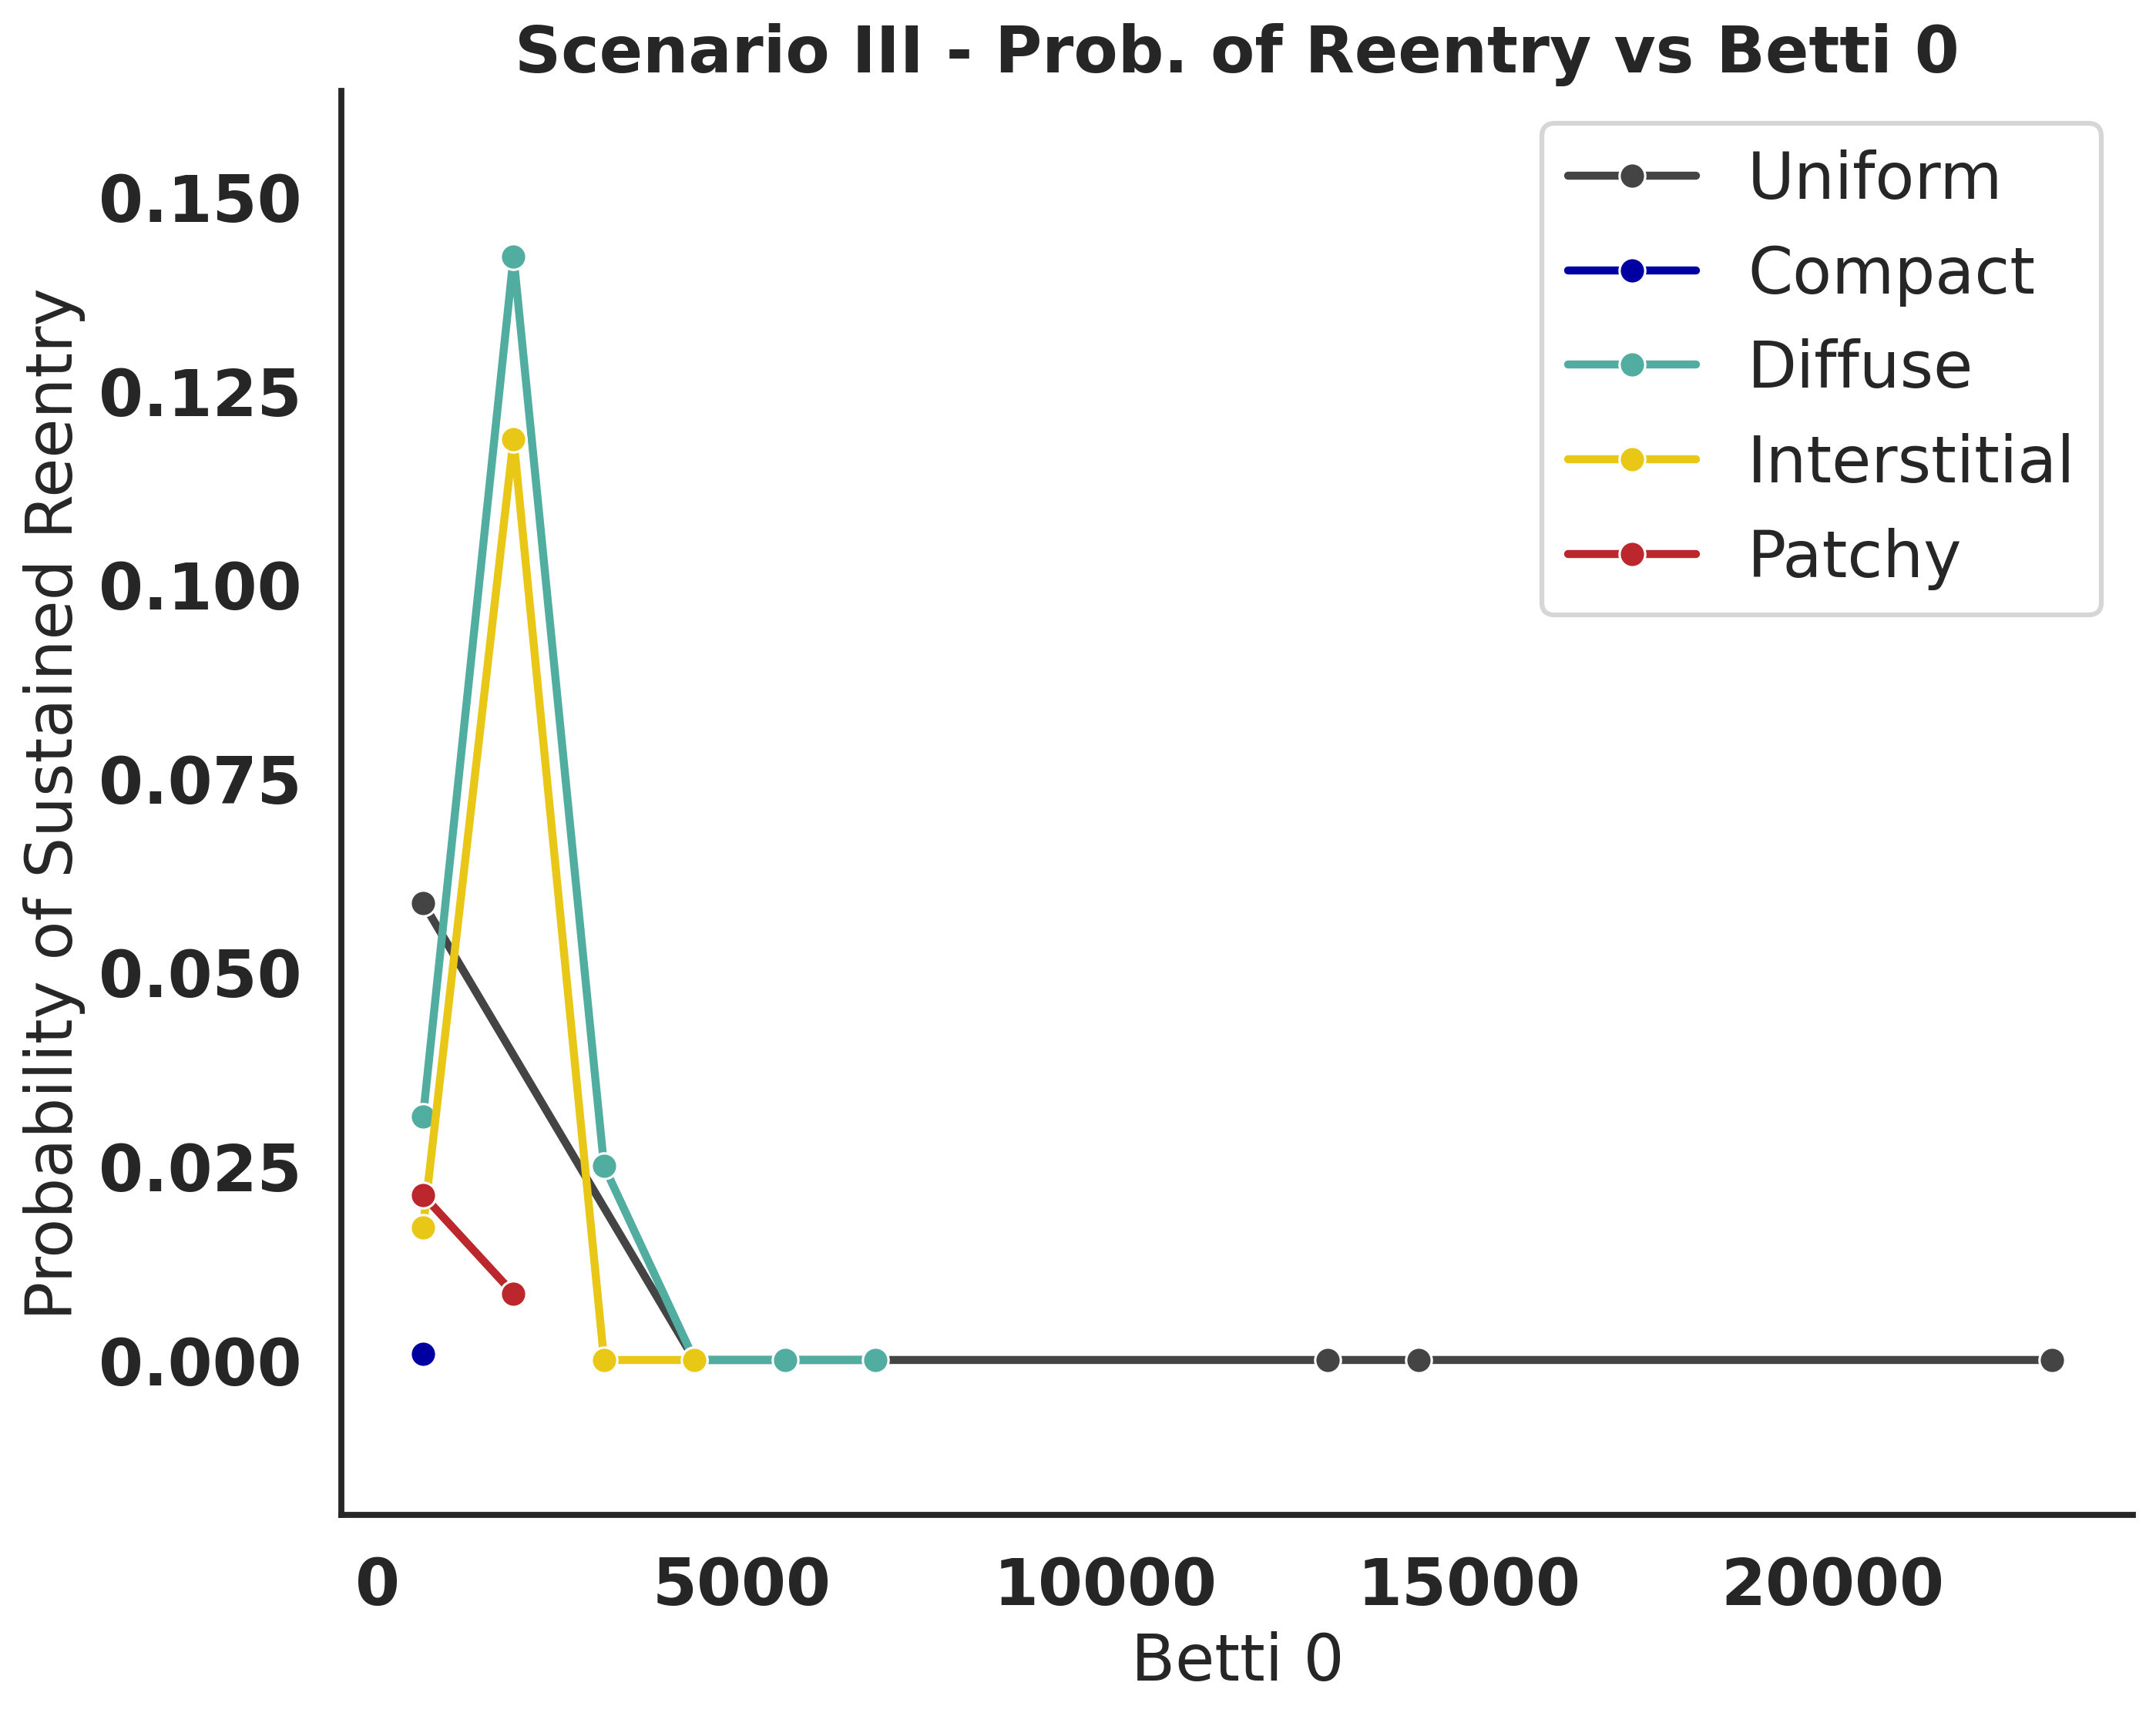 Scenario III - Prob. of Reentry vs Betti 0
Probability of Sustained Reentry
0.150
0.125
0.100
0.075
0.050
0.025
0.000
Uniform
Compact
Diffuse
Interstitial
Patchy
0 5000 10000 15000 20000
Betti 0